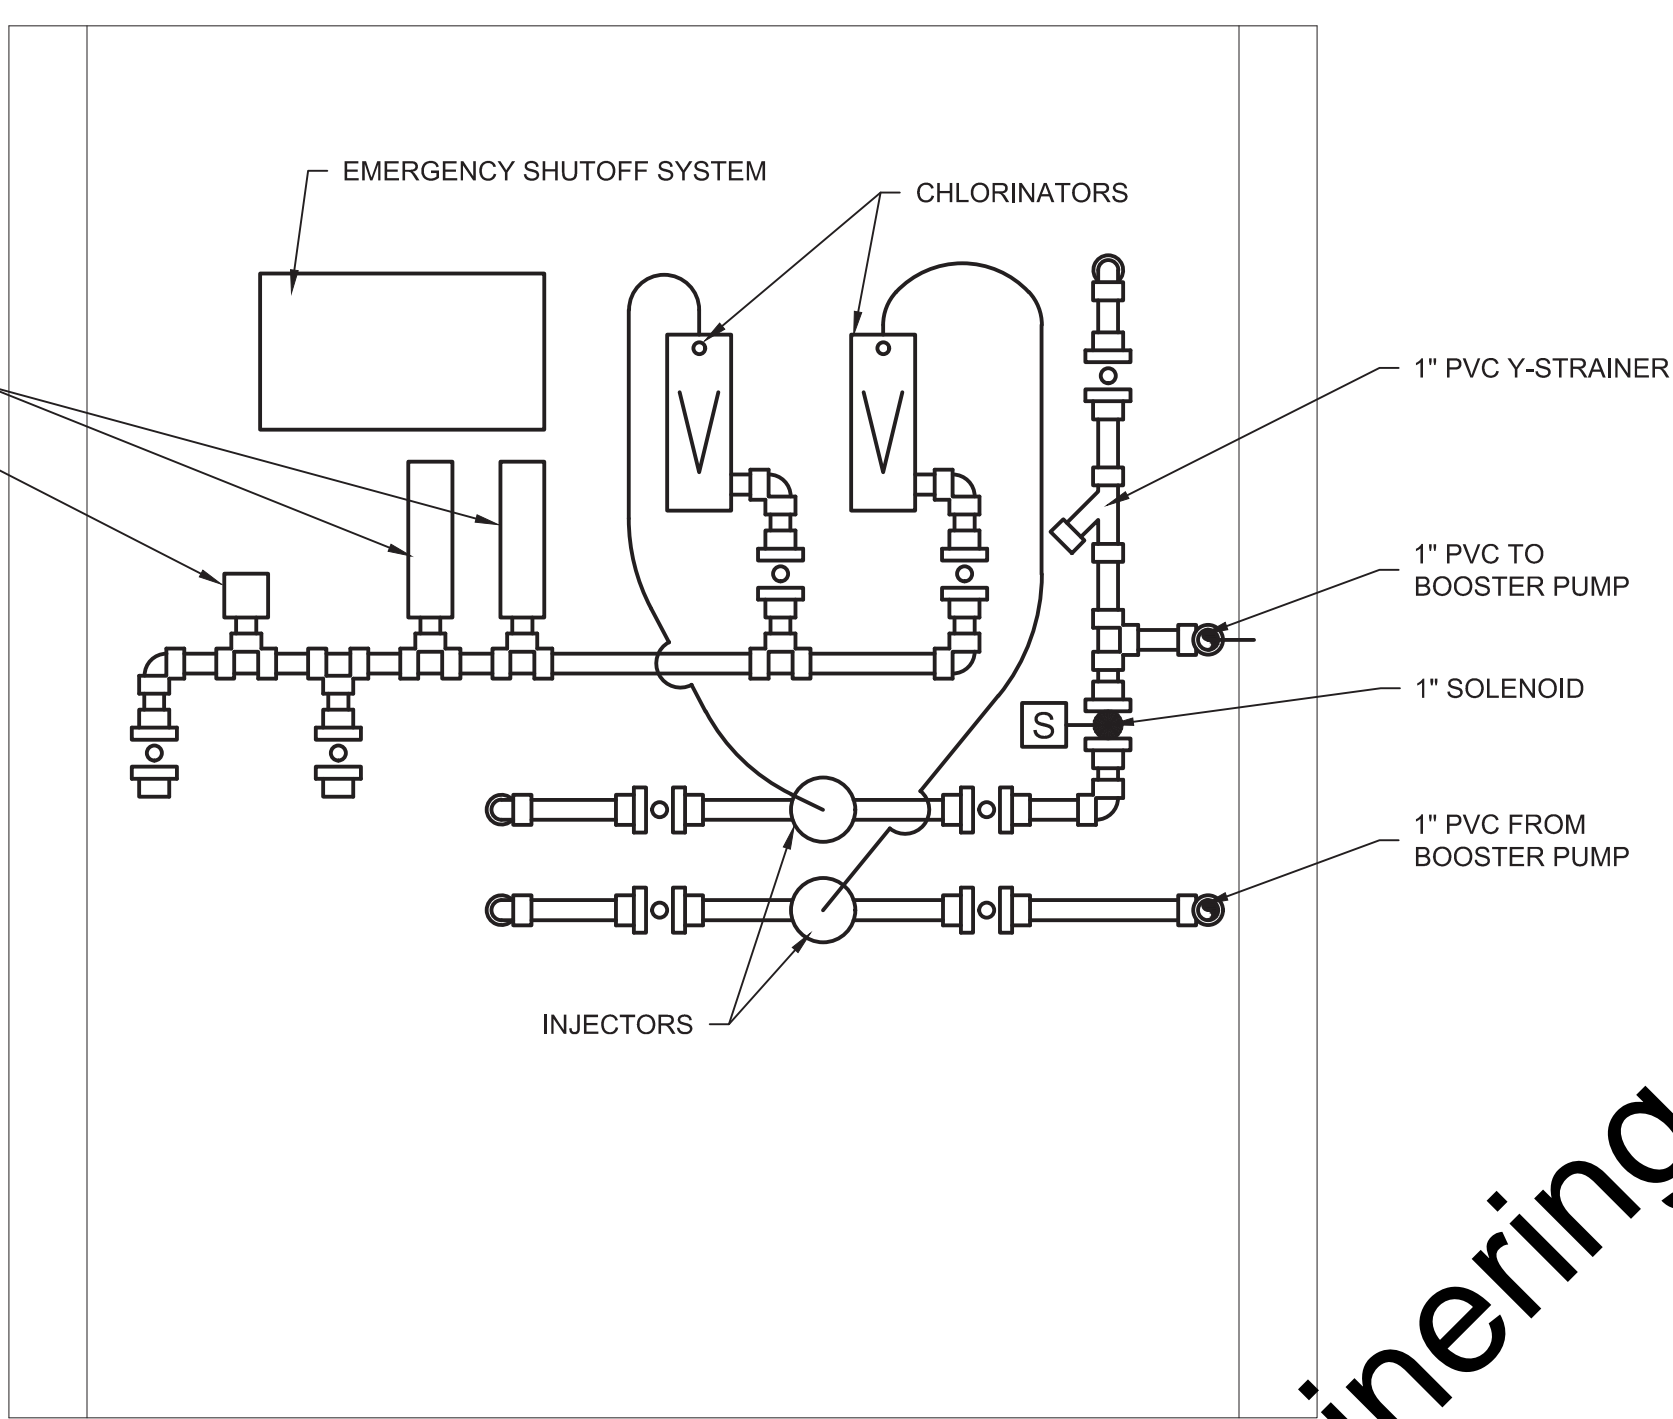 EMERGENCY SHUTOFF SYSTEM
CHLORINATORS
1" PVC Y-STRAINER
1" PVC TO
BOOSTER PUMP
1" SOLENOID
S
1" PVC FROM
BOOSTER PUMP
INJECTORS
inering